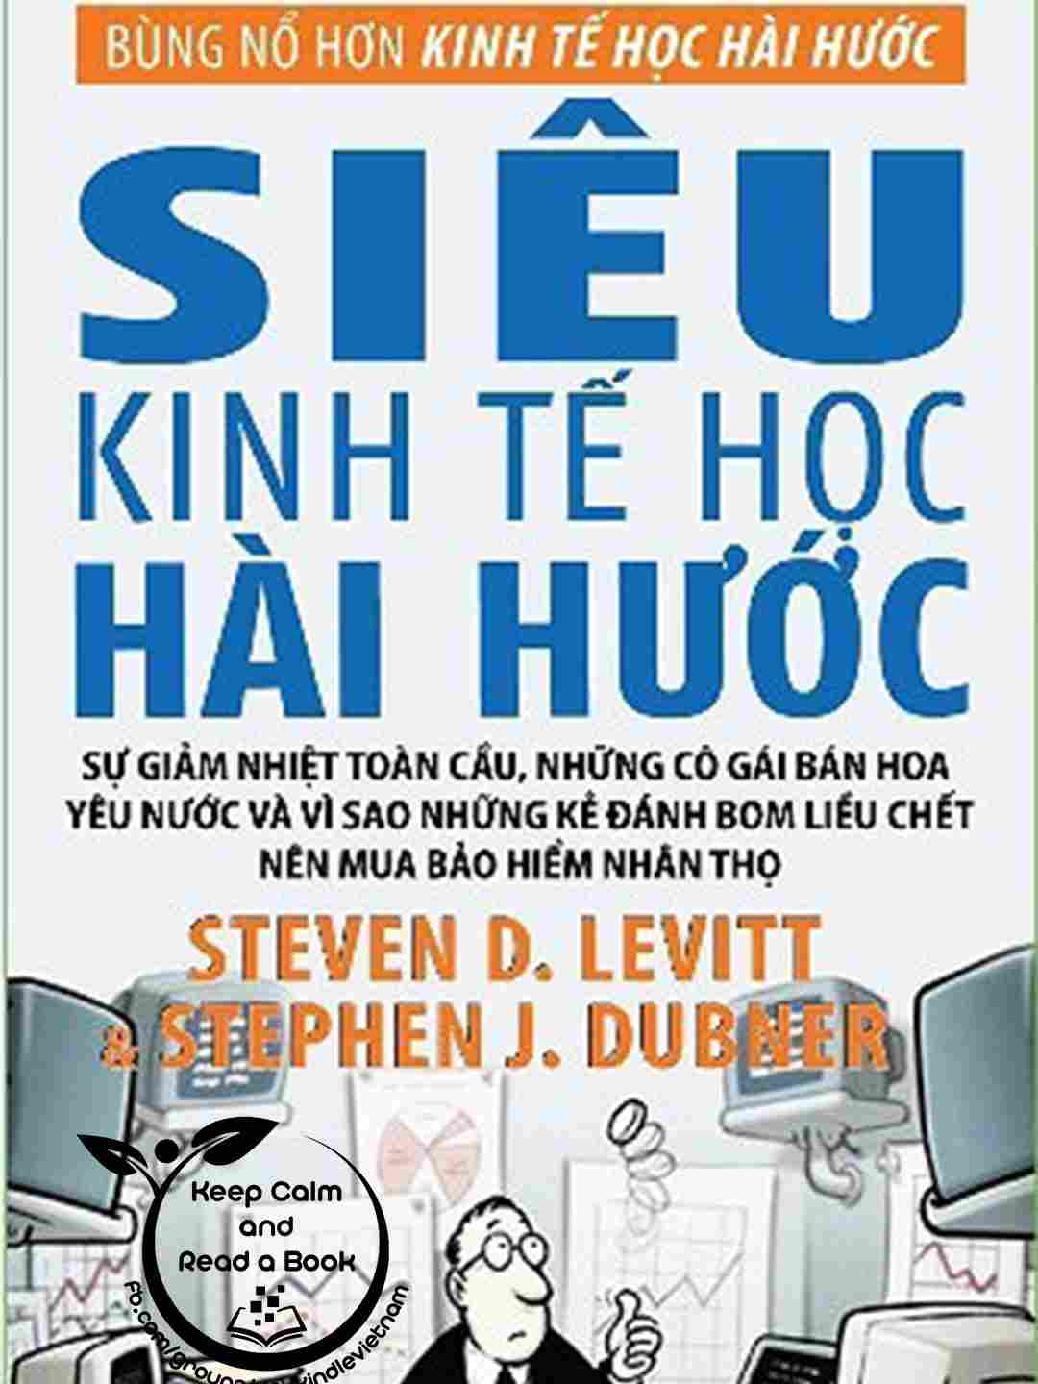 BÙNG NỔ HƠN KINH TẾ HỌC HÀI HƯỚC
SIÊU
KINH TẾ HỌC
HÀI HƯỚC
SỰ GIẢM NHIỆT TOÀN CẦU, NHỮNG CÔ GÁI BÁN HOA
YÊU NƯỚC VÀ VÌ SAO NHỮNG KẺ ĐÁNH BOM LIỀU CHẾT
NÊN MUA BẢO HIỂM NHÂN THỌ
STEVEN D. LEVITT
& STEPHEN J. DUBNER
Keep Calm
and
Read a Book